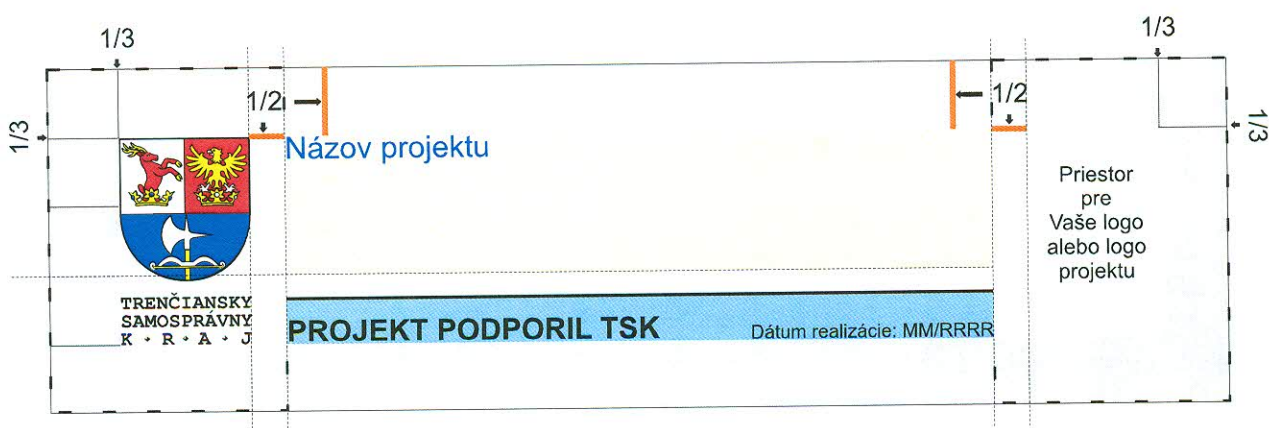 1/3
1/3
1/2
1/2
1/3
1/3
Názov projektu
Priestor
pre
Vaše logo
alebo logo
projektu
TRENČIANSKY
SAMOSPRÁVNY
K · R · A · J
PROJEKT PODPORIL TSK
Dátum realizácie: MM/RRRR